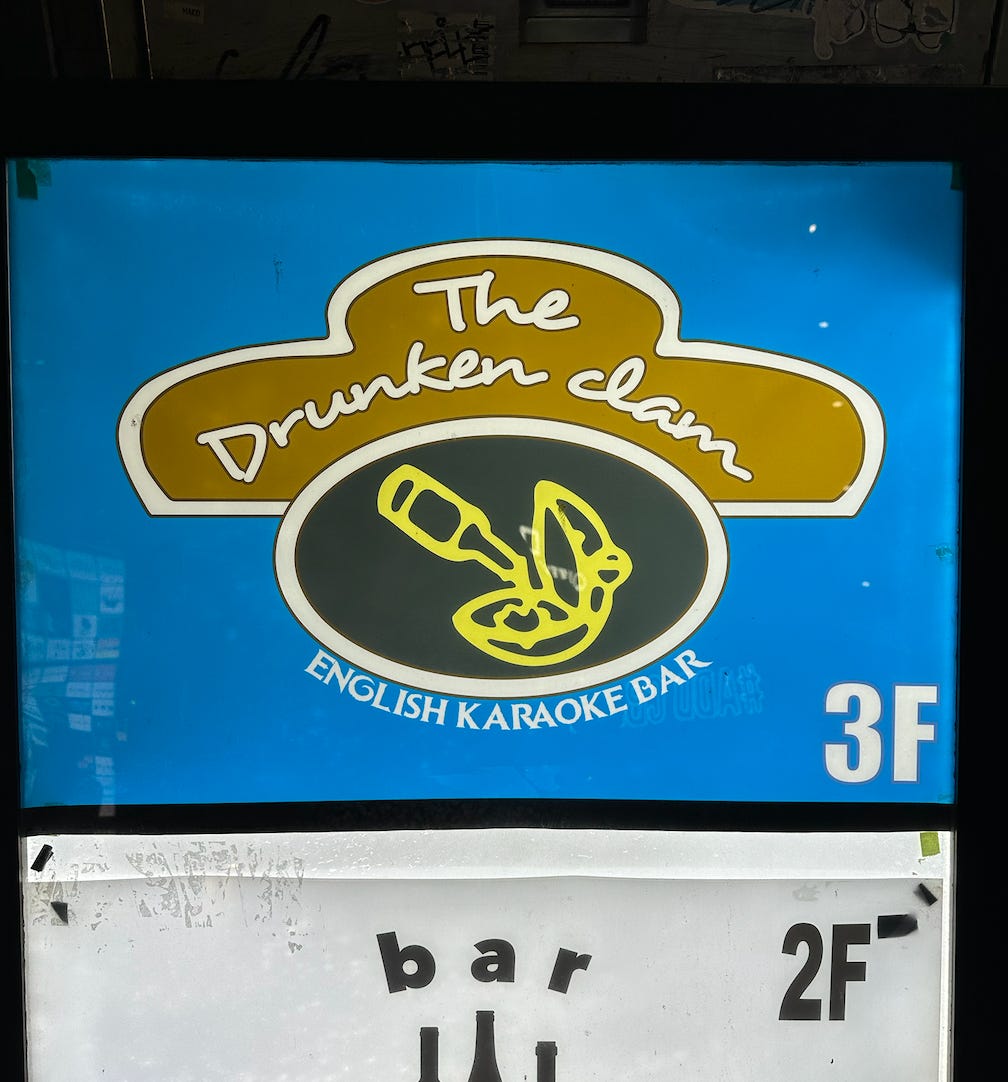 The
Drunken clam
ENGLISH KARAOKE BAR
3F
bar
2F